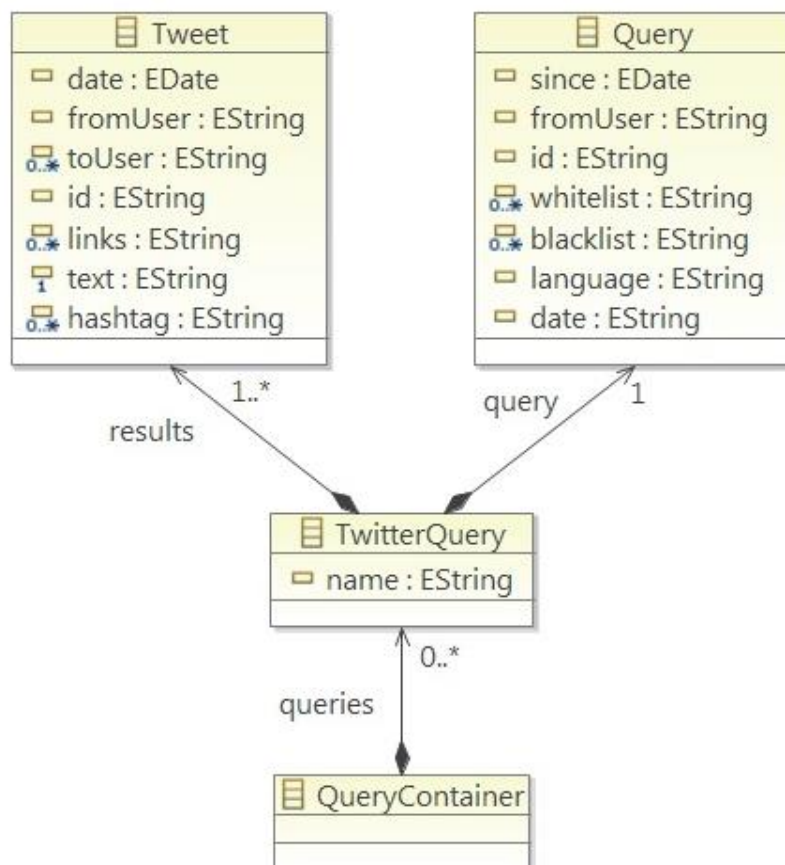 Tweet
date : EDate
fromUser : EString
0..* toUser : EString
id : EString
0..* links : EString
1 text : EString
0..* hashtag : EString
Query
since : EDate
fromUser : EString
id : EString
0..* whitelist : EString
0..* blacklist : EString
language : EString
date : EString
1..*
results
query
1
TwitterQuery
name : EString
0..*
queries
QueryContainer